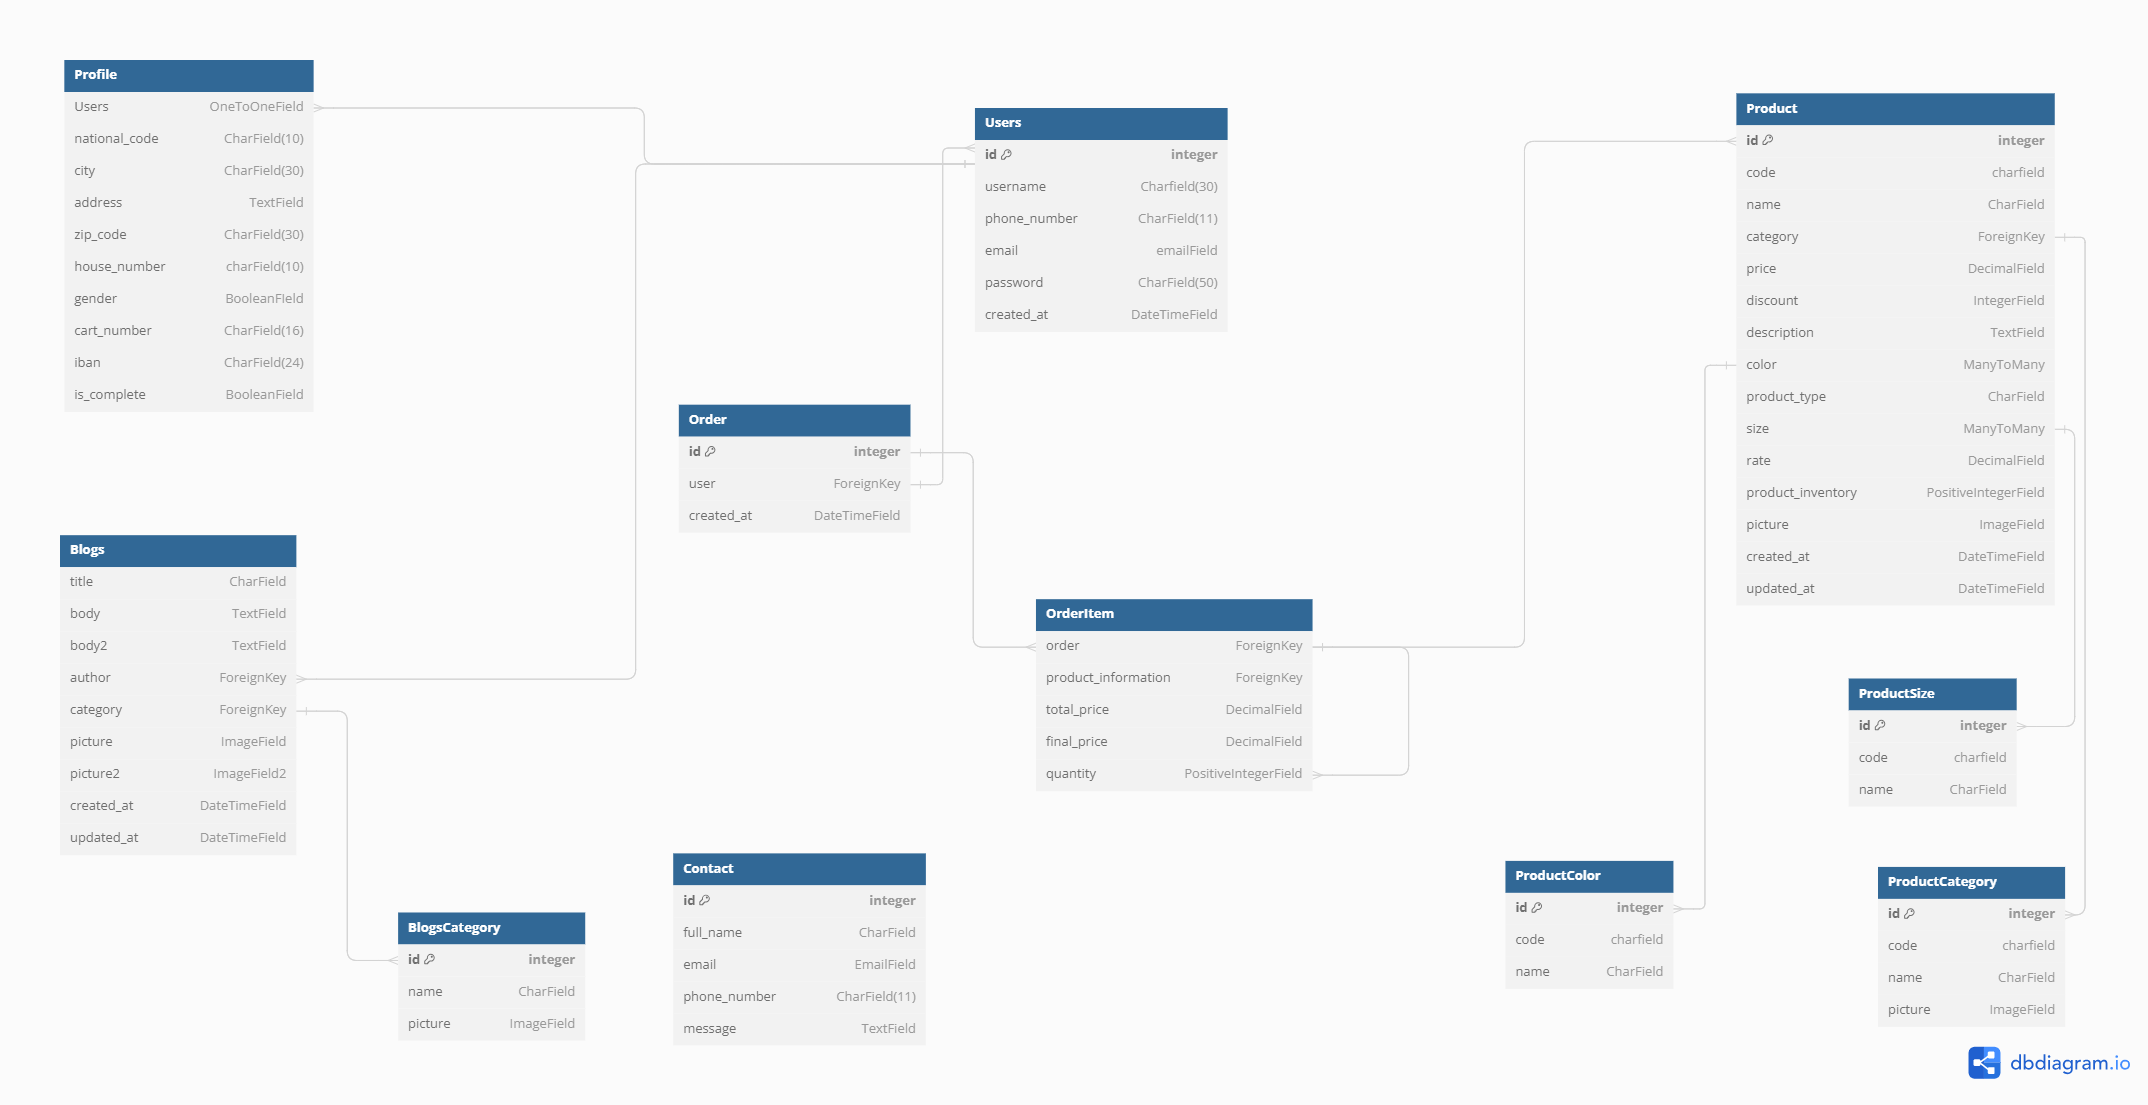 Profile
Users OneToOneField
national_code CharField(10)
city CharField(30)
address TextField
zip_code CharField(30)
house_number charField(10)
gender BooleanField
cart_number CharField(16)
iban CharField(24)
is_complete BooleanField
Users
id integer
username Charfield(30)
phone_number CharField(11)
email emailField
password CharField(50)
created_at DateTimeField
Product
id integer
code charfield
name CharField
category ForeignKey
price DecimalField
discount IntegerField
description TextField
color ManyToMany
product_type CharField
size ManyToMany
rate DecimalField
product_inventory PositiveIntegerField
picture ImageField
created_at DateTimeField
updated_at DateTimeField
Order
id integer
user ForeignKey
created_at DateTimeField
Blogs
title CharField
body TextField
body2 TextField
author ForeignKey
category ForeignKey
picture ImageField
picture2 ImageField2
created_at DateTimeField
updated_at DateTimeField
OrderItem
order ForeignKey
product_information ForeignKey
total_price DecimalField
final_price DecimalField
quantity PositiveIntegerField
ProductSize
id integer
code charfield
name CharField
Contact
id integer
full_name CharField
email EmailField
phone_number CharField(11)
message TextField
ProductColor
id integer
code charfield
name CharField
ProductCategory
id integer
code charfield
name CharField
picture ImageField
BlogsCategory
id integer
name CharField
picture ImageField
dbdiagram.io